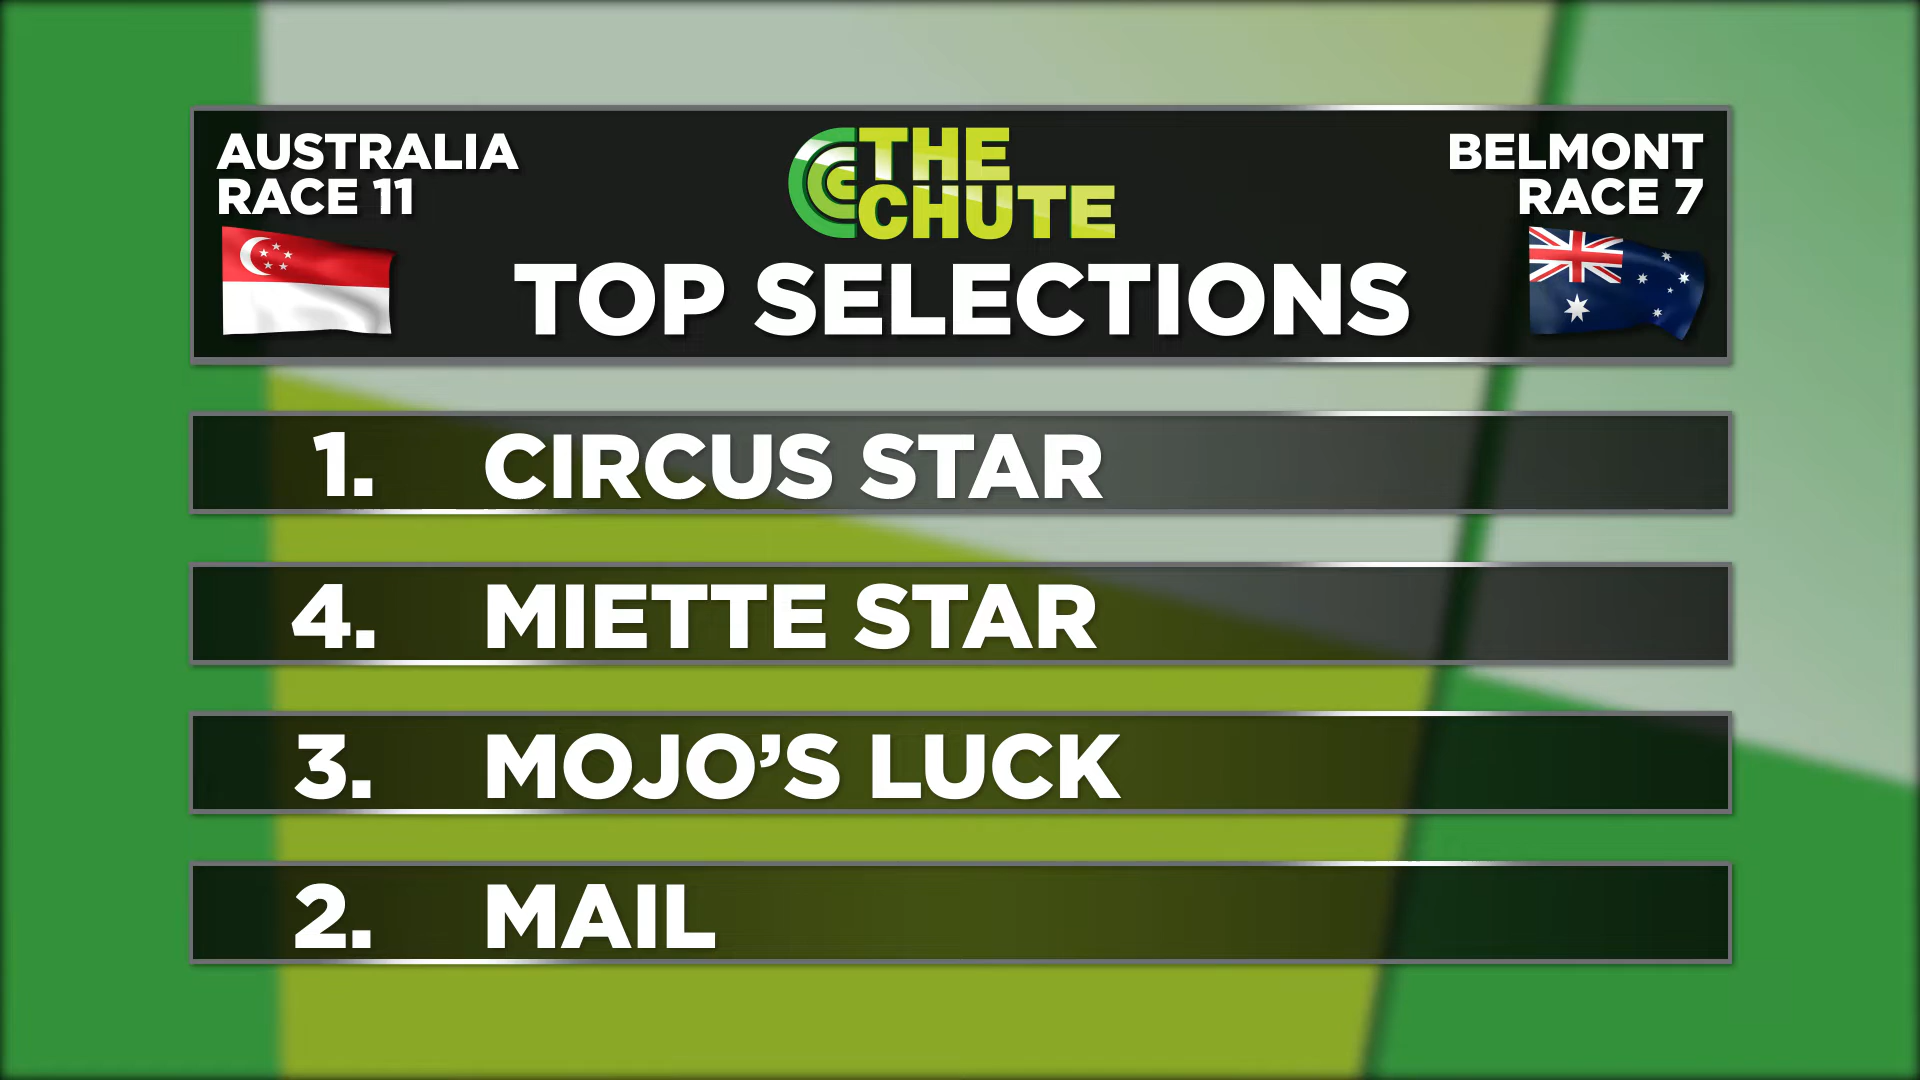 AUSTRALIA
RACE 11
THE
CHUTE
BELMONT
RACE 7
TOP SELECTIONS
1. CIRCUS STAR
4. MIETTE STAR
3. MOJO’S LUCK
2. MAIL